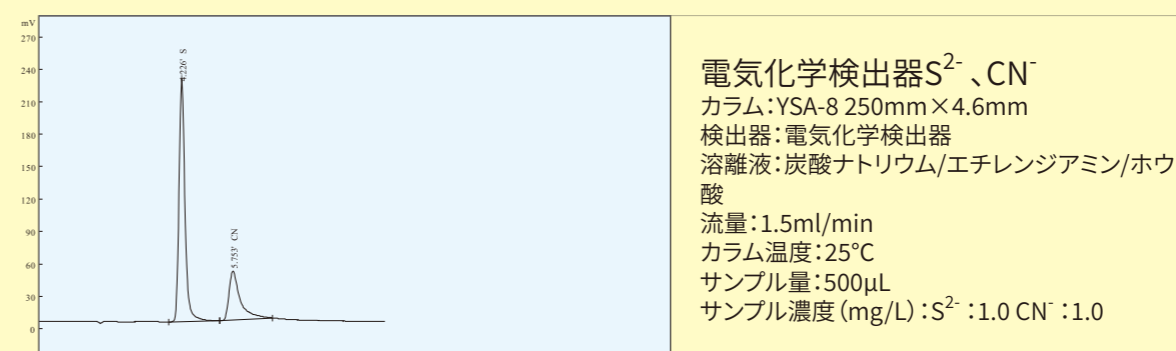 mV
270
240
210
180
150
120
90
60
30
0
4.226' S
5.753' CN
電気化学検出器S²⁻、CN⁻
カラム：YSA-8 250mm×4.6mm
検出器：電気化学検出器
溶離液：炭酸ナトリウム/エチレンジアミン/ホウ
酸
流量：1.5ml/min
カラム温度：25°C
サンプル量：500μL
サンプル濃度（mg/L）：S²⁻：1.0 CN⁻：1.0